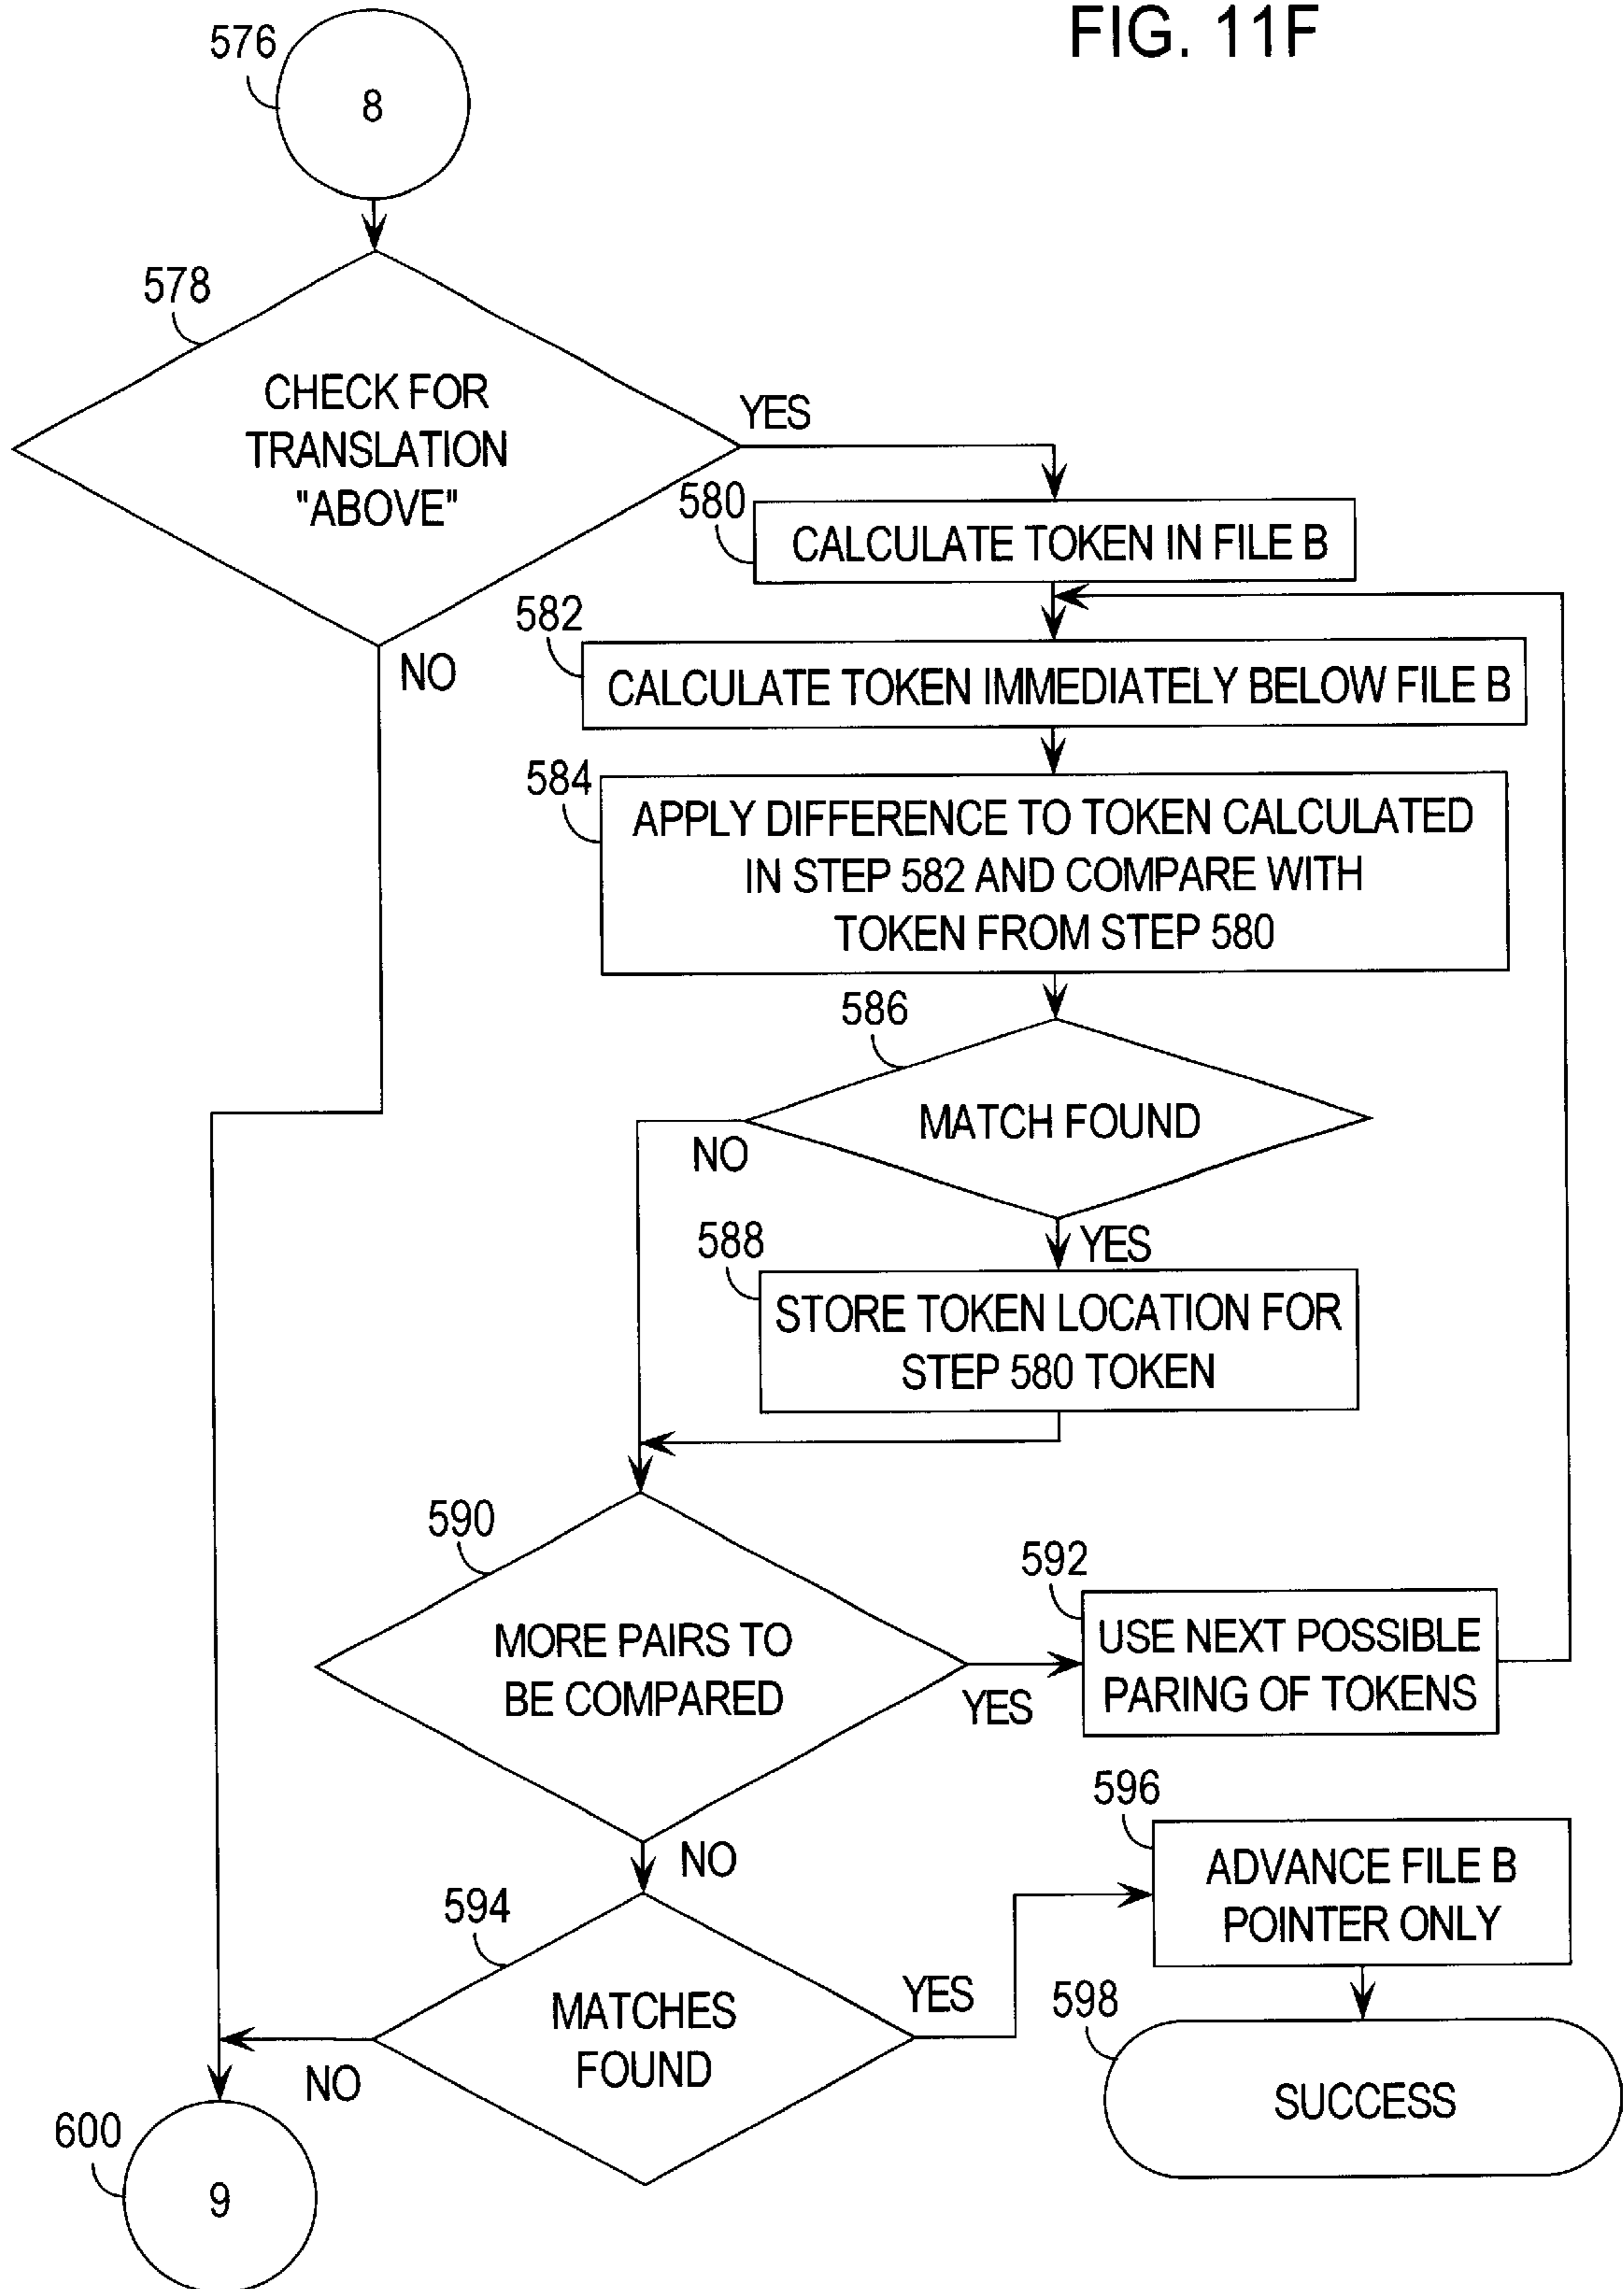 FIG. 11F
576
8
578
CHECK FOR
TRANSLATION
"ABOVE"
YES
NO
580
CALCULATE TOKEN IN FILE B
582
CALCULATE TOKEN IMMEDIATELY BELOW FILE B
584
APPLY DIFFERENCE TO TOKEN CALCULATED
IN STEP 582 AND COMPARE WITH
TOKEN FROM STEP 580
586
MATCH FOUND
NO
YES
588
STORE TOKEN LOCATION FOR
STEP 580 TOKEN
590
MORE PAIRS TO
BE COMPARED
YES
592
USE NEXT POSSIBLE
PARING OF TOKENS
NO
594
MATCHES
FOUND
YES
596
ADVANCE FILE B
POINTER ONLY
598
SUCCESS
NO
600
9